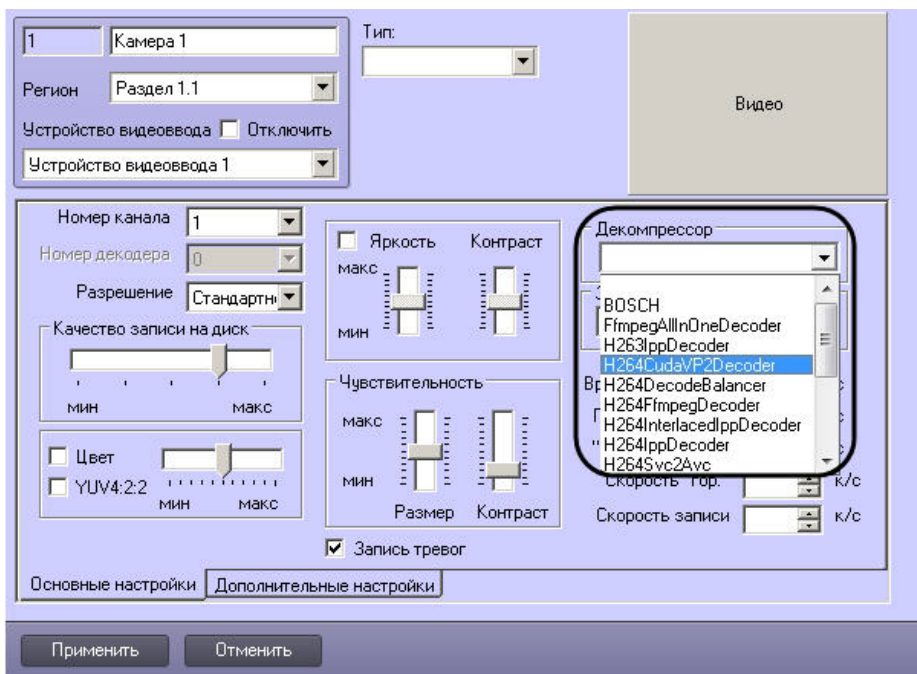 1
Камера 1
Тип:
Регион
Раздел 1.1
Устройство видеоввода
Отключить
Устройство видеоввода 1
Видео
Номер канала
1
Номер декодера
0
Разрешение
Стандартн
Качество записи на диск
мин
макс
Цвет
YUV4:2:2
мин
макс
Яркость
Контраст
макс
мин
Чувствительность
макс
мин
Размер
Контраст
Запись тревог
Декомпрессор
BOSCH
FfmpegAllInOneDecoder
H263IppDecoder
H264CudaVP2Decoder
H264DecodeBalancer
H264FfmpegDecoder
H264InterlacedIppDecoder
H264IppDecoder
H264Svc2Avc
к/с
Скорость записи
к/с
Основные настройки
Дополнительные настройки
Применить
Отменить